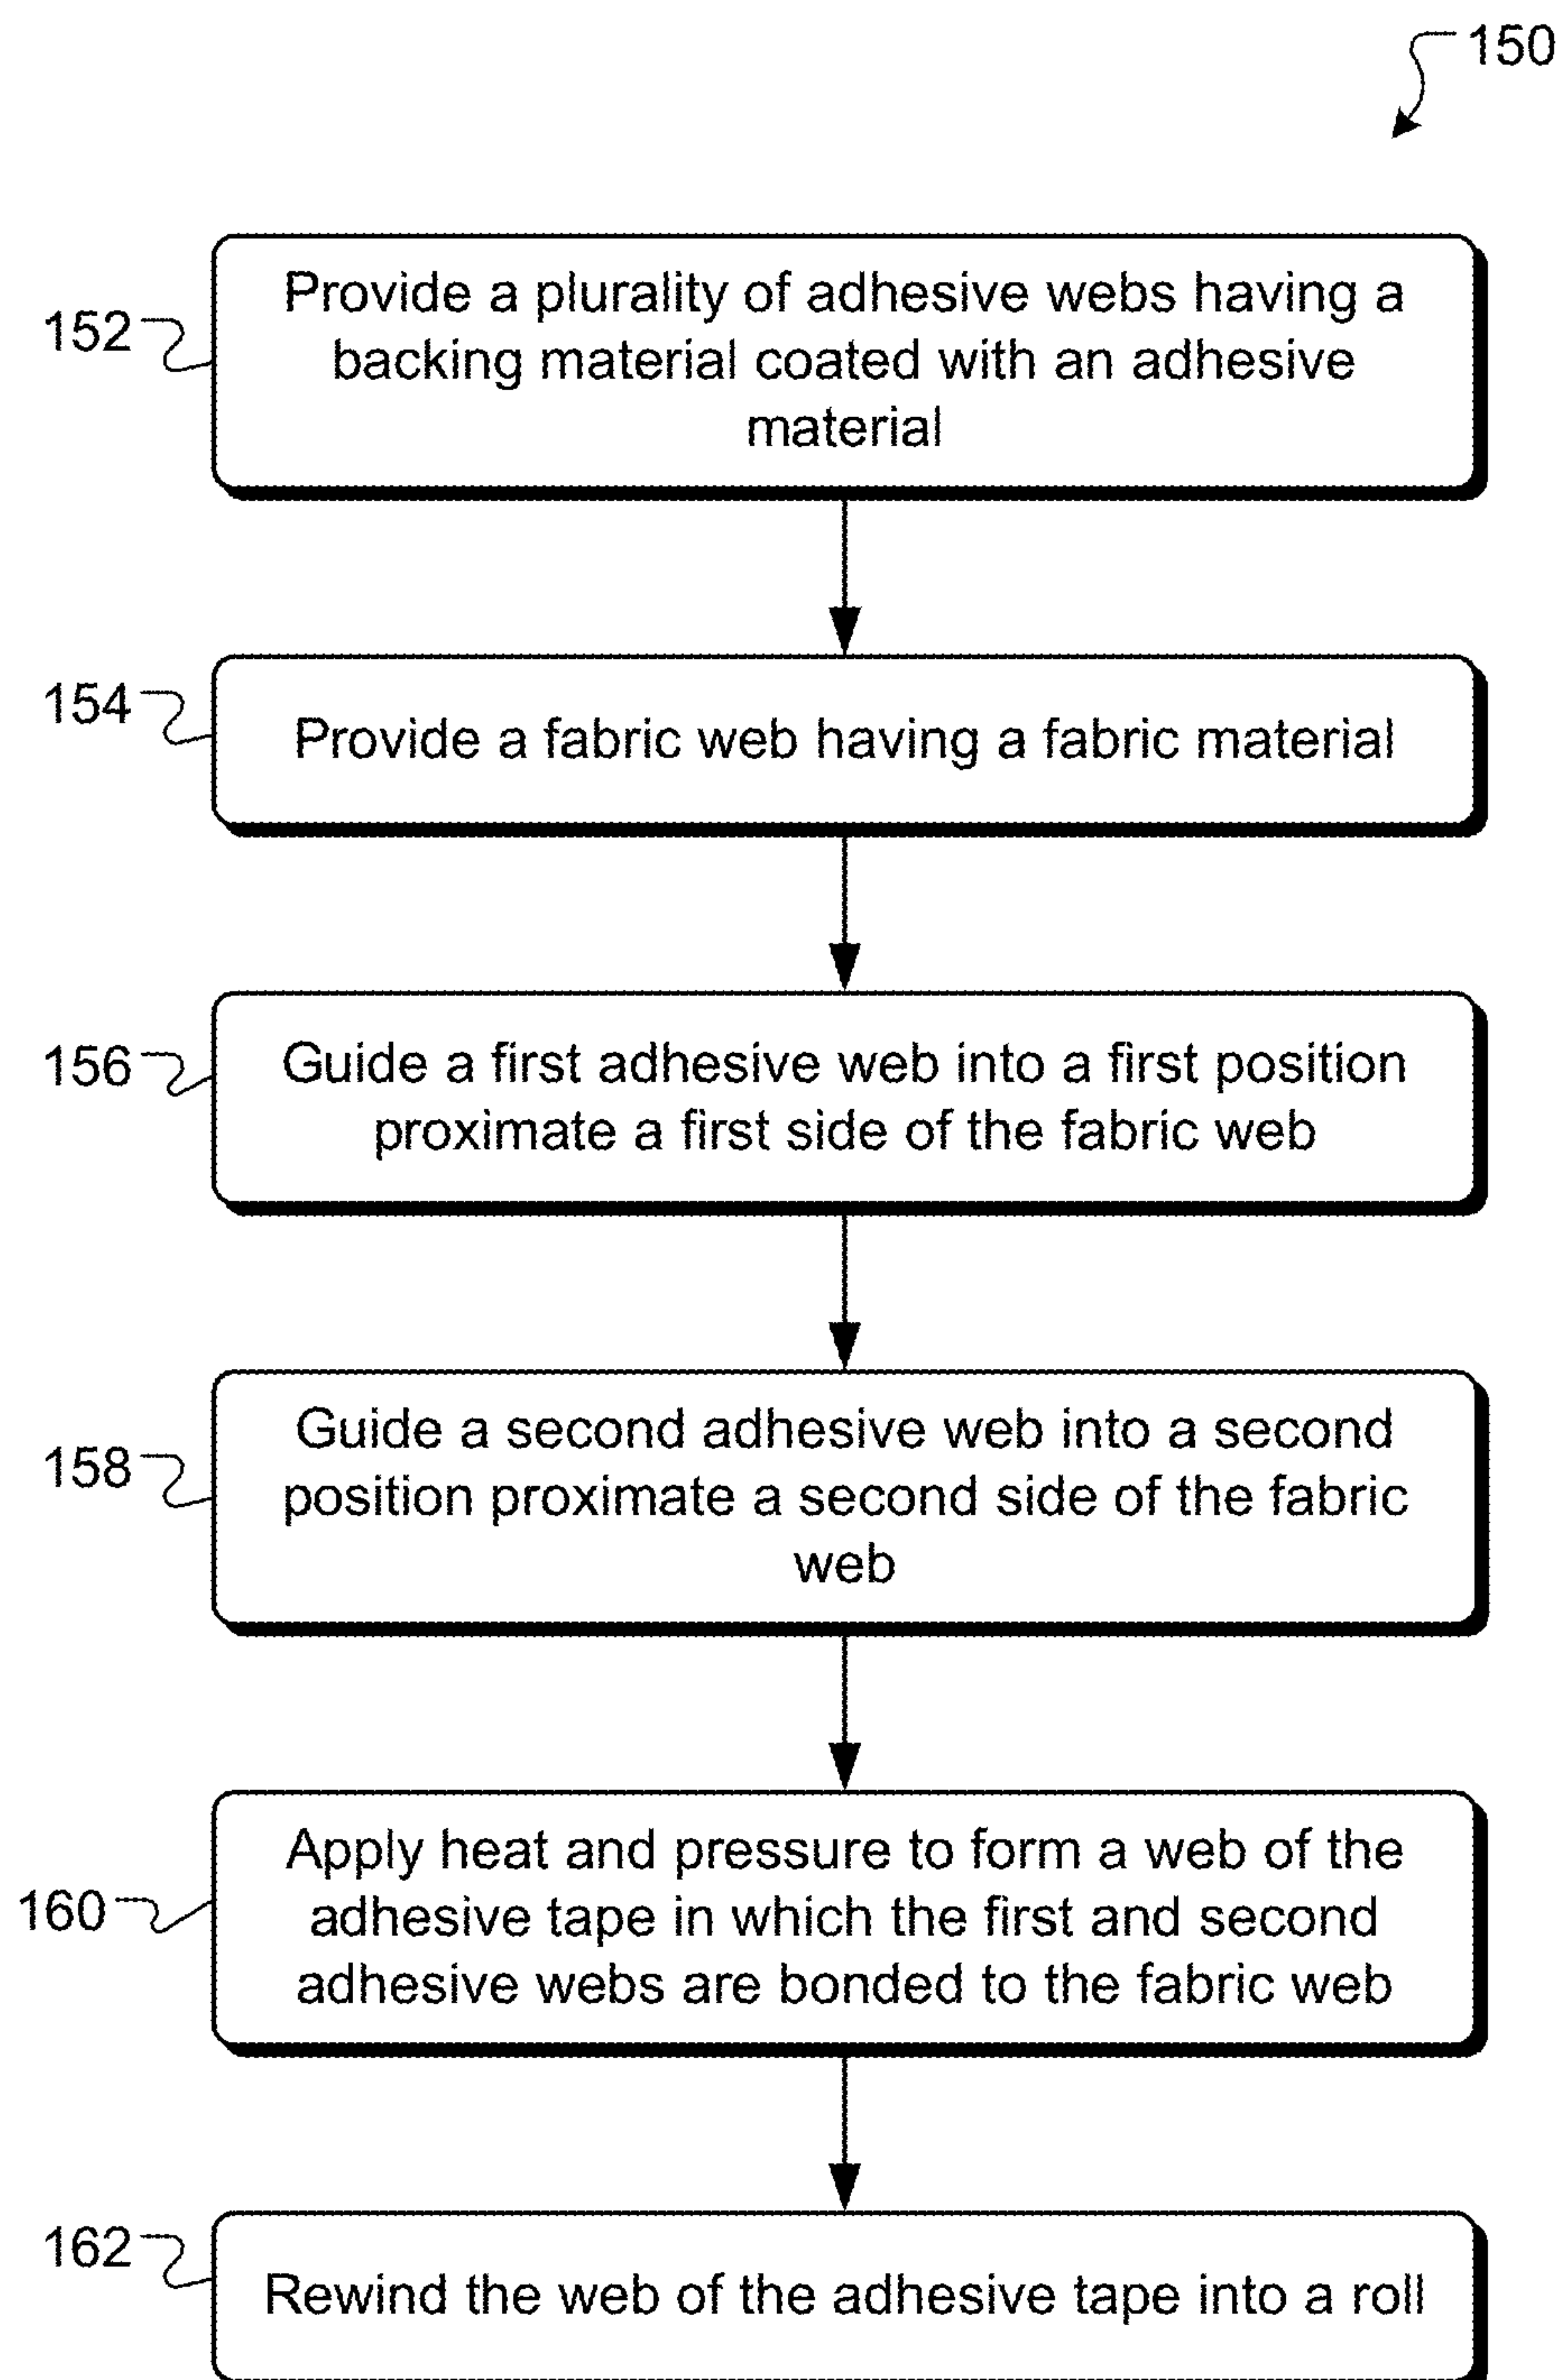 150
152
Provide a plurality of adhesive webs having a
backing material coated with an adhesive
material
154
Provide a fabric web having a fabric material
156
Guide a first adhesive web into a first position
proximate a first side of the fabric web
158
Guide a second adhesive web into a second
position proximate a second side of the fabric
web
160
Apply heat and pressure to form a web of the
adhesive tape in which the first and second
adhesive webs are bonded to the fabric web
162
Rewind the web of the adhesive tape into a roll